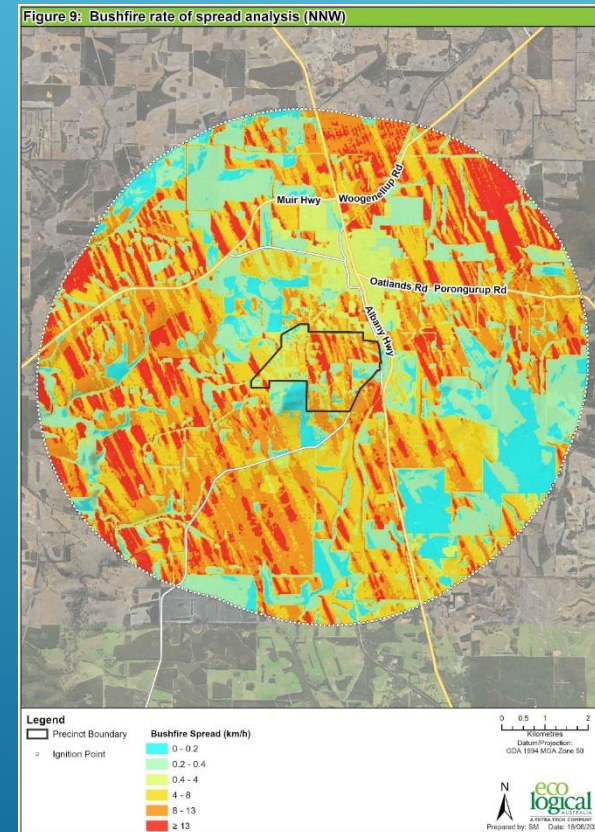 Figure 9: Bushfire rate of spread analysis (NNW)
Muir Hwy
Woogenellup Rd
Oatlands Rd
Porongurup Rd
Albany Hwy
Legend
Precinct Boundary
Ignition Point
Bushfire Spread (km/h)
0 - 0.2
0.2 - 0.4
0.4 - 4
4 - 8
8 - 13
≥ 13
0 0.5 1 2
Kilometres
Datum/Projection:
GDA 1994 MGA Zone 50
N
eco
logical
AUSTRALIA
A TETRA TECH COMPANY
Prepared by: SM